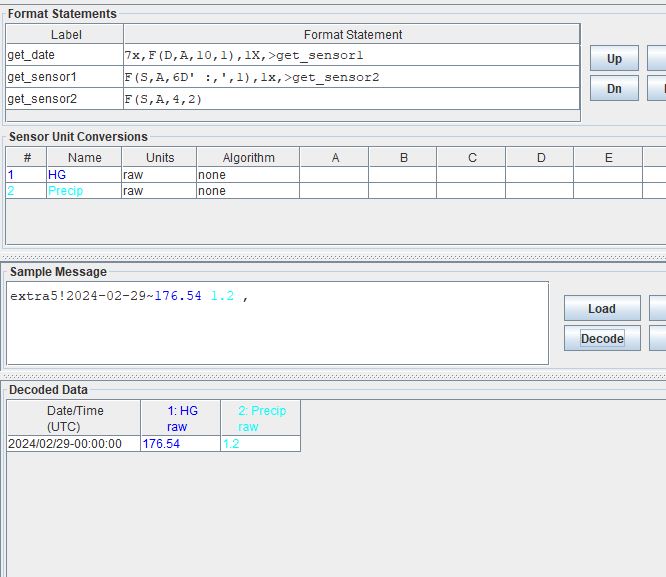 Format Statements
Label Format Statement
get_date 7x,F(D,A,10,1),1X,>get_sensor1
get_sensor1 F(S,A,6D' :,',1),1x,>get_sensor2
get_sensor2 F(S,A,4,2)
Up
Dn
Sensor Unit Conversions
# Name Units Algorithm A B C D E
1 HG raw none
2 Precip raw none
Sample Message
extra5!2024-02-29~176.54 1.2 ,
Load
Decode
Decoded Data
Date/Time 1: HG 2: Precip
(UTC) raw raw
2024/02/29-00:00:00 176.54 1.2